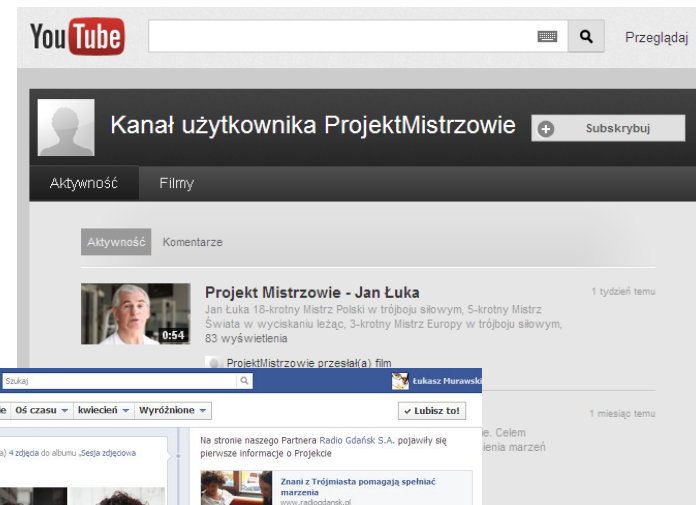 YouTube
Przeglądaj
Kanał użytkownika ProjektMistrzowie
Subskrybuj
Aktywność Filmy
Aktywność Komentarze
Projekt Mistrzowie - Jan Łuka
1 tydzień temu
Jan Łuka 18-krotny Mistrz Polski w trójboju siłowym, 5-krotny Mistrz
Świata w wyciskaniu leżąc, 3-krotny Mistrz Europy w trójboju siłowym,
83 wyświetlenia
0:54
ProjektMistrzowie przesłał(a) film
Szukaj
Łukasz Murawski
ie Oś czasu kwiecień Wyróżnione
Lubisz to!
1 miesiąc temu
ie. Celem
ienia marzeń
a) 4 zdjęcia do albumu „Sesja zdjęciowa
Na stronie naszego Partnera Radio Gdańsk S.A. pojawiły się
pierwsze informacje o Projekcie
Znani z Trójmiasta pomagają spełniać
marzenia
www.radiogdansk.pl